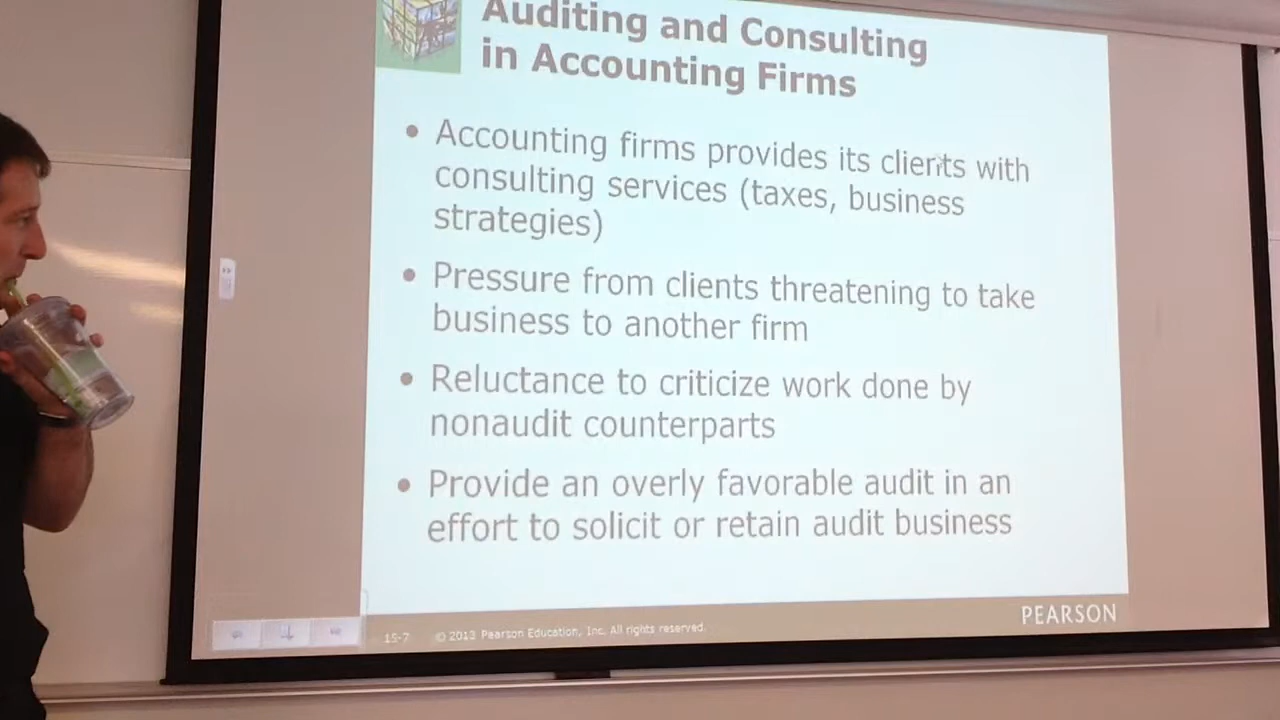 Auditing and Consulting
in Accounting Firms
• Accounting firms provides its clients with
consulting services (taxes, business
strategies)
• Pressure from clients threatening to take
business to another firm
• Reluctance to criticize work done by
nonaudit counterparts
• Provide an overly favorable audit in an
effort to solicit or retain audit business
15-7 © 2013 Pearson Education, Inc. All rights reserved.
PEARSON